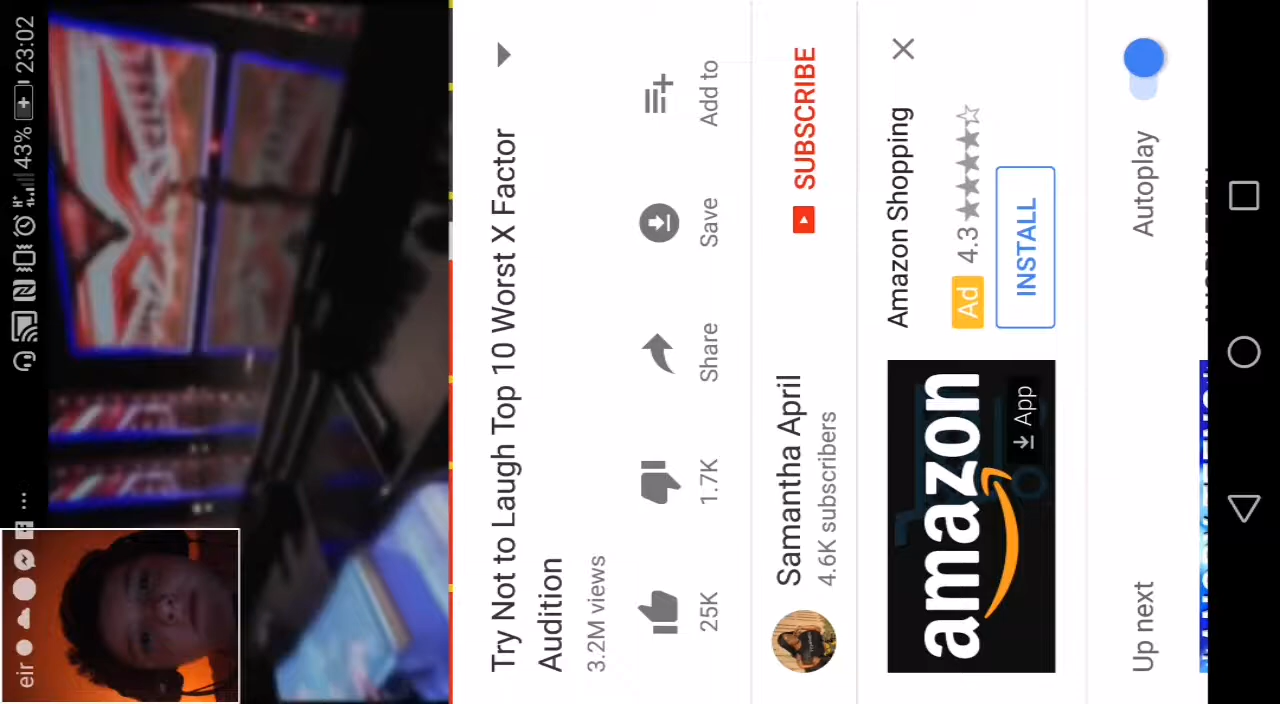 eir ... 43% 23:02
Try Not to Laugh Top 10 Worst X Factor
Audition
3.2M views
25K 1.7K Share Save Add to
Samantha April
4.6K subscribers
SUBSCRIBE
amazon
App
Amazon Shopping
Ad 4.3
INSTALL
Up next Autoplay